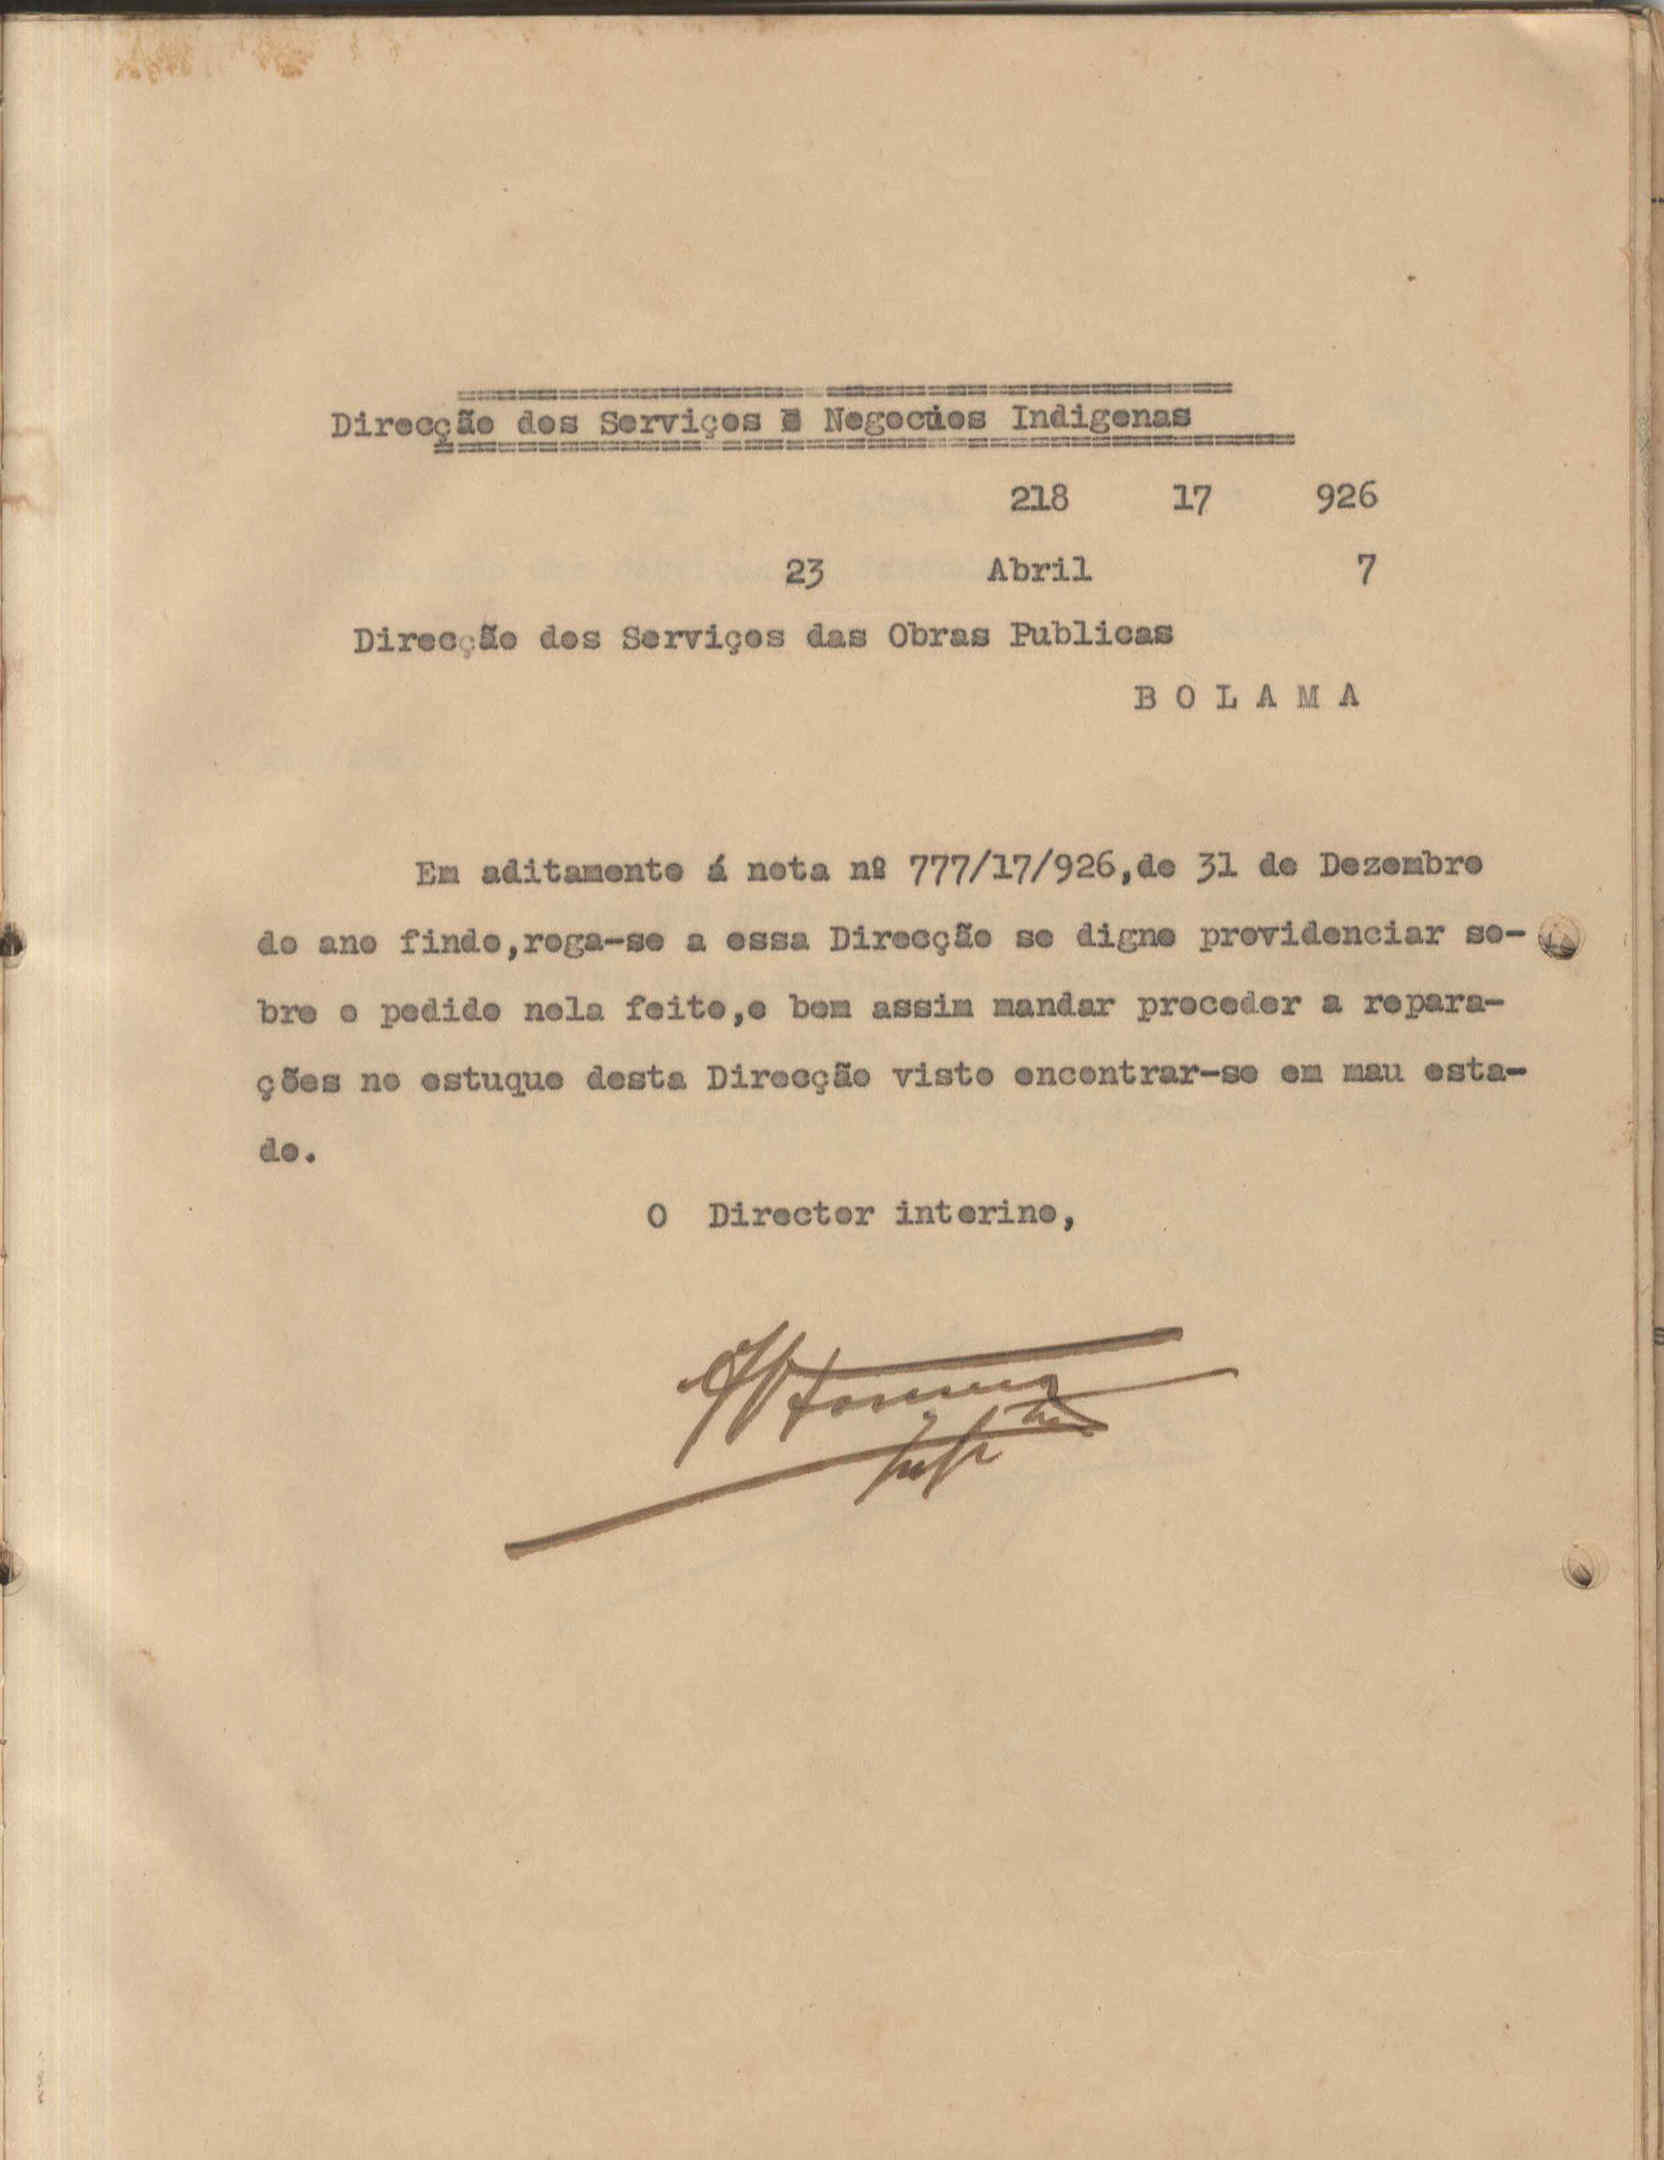 Direcção dos Serviços e Negocios Indigenas
218 17 926
23 Abril 7
Direcção dos Serviços das Obras Publicas
B O L A M A
Em aditamento á nota nº 777/17/926,de 31 de Dezembro
do ano findo,roga-se a essa Direcção se digne providenciar so-
bre o pedido nela feito,e bem assim mandar proceder a repara-
ções no estuque desta Direcção visto encontrar-se em mau esta-
do.
O Director interino,